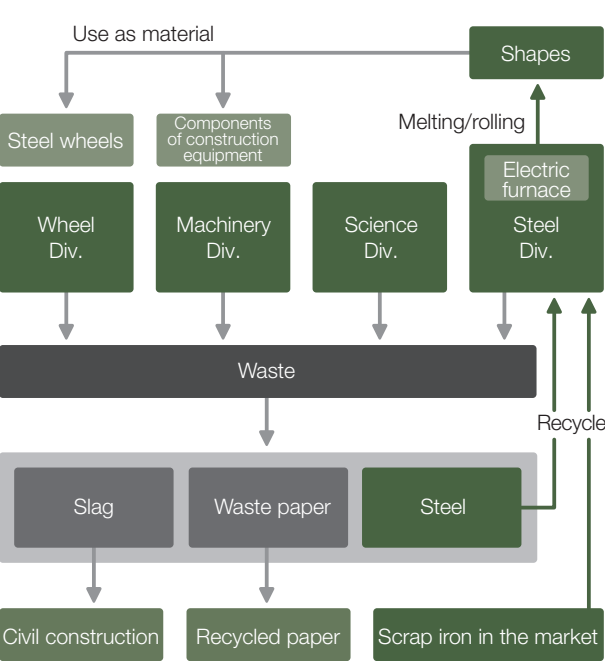 Use as material
Shapes
Melting/rolling
Steel wheels
Components
of construction
equipment
Electric
furnace
Wheel
Div.
Machinery
Div.
Science
Div.
Steel
Div.
Waste
Recycle
Slag
Waste paper
Steel
Civil construction
Recycled paper
Scrap iron in the market